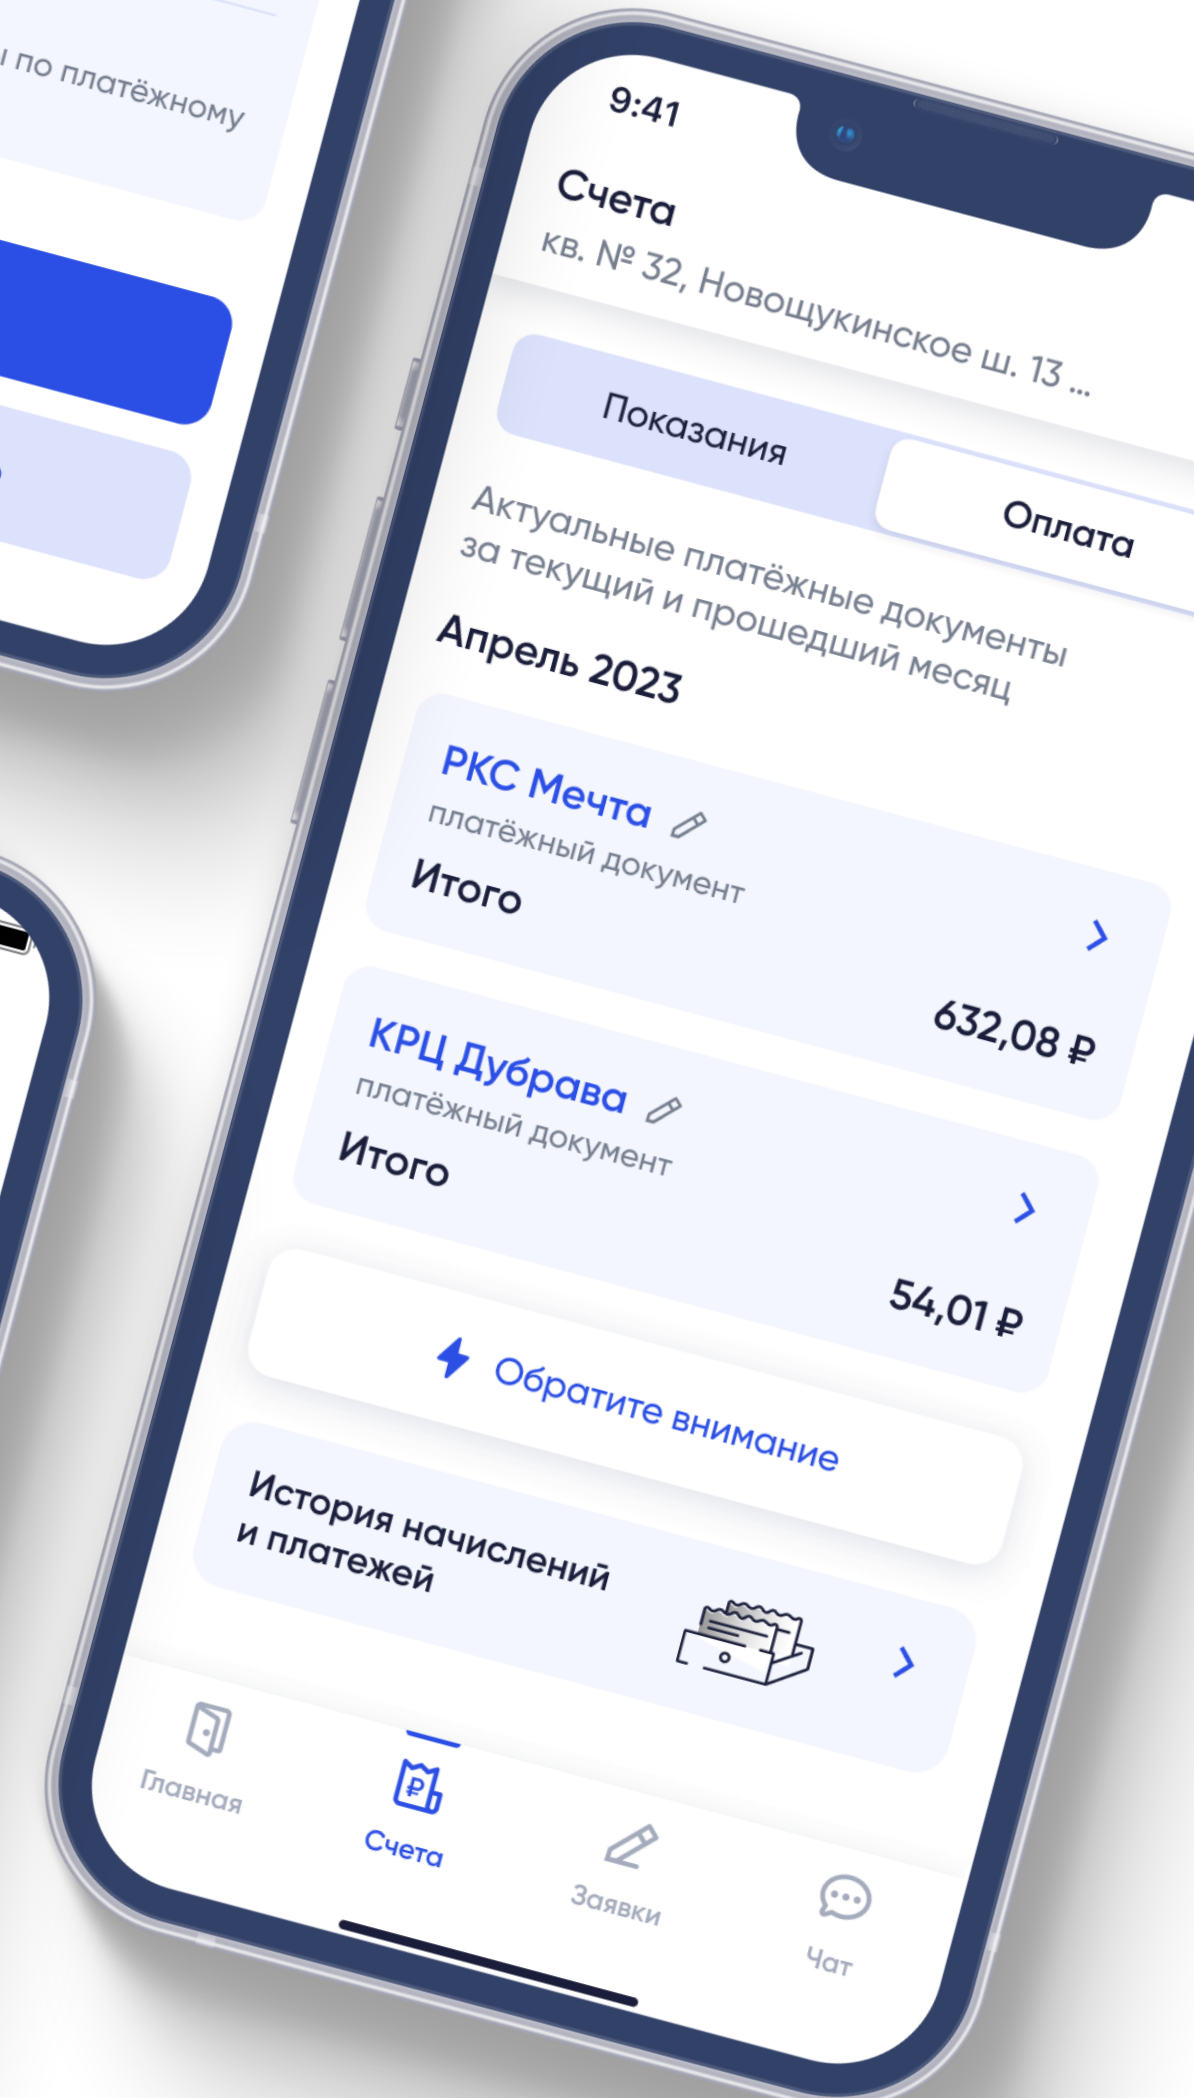 по платёжному
9:41
Счета
кв. № 32, Новощукинское ш. 13 ...
Показания
Оплата
Актуальные платёжные документы
за текущий и прошедший месяц
Апрель 2023
РКС Мечта
платёжный документ
Итого
632,08 ₽
КРЦ Дубрава
платёжный документ
Итого
54,01 ₽
Обратите внимание
История начислений
и платежей
Главная
Счета
Заявки
Чат